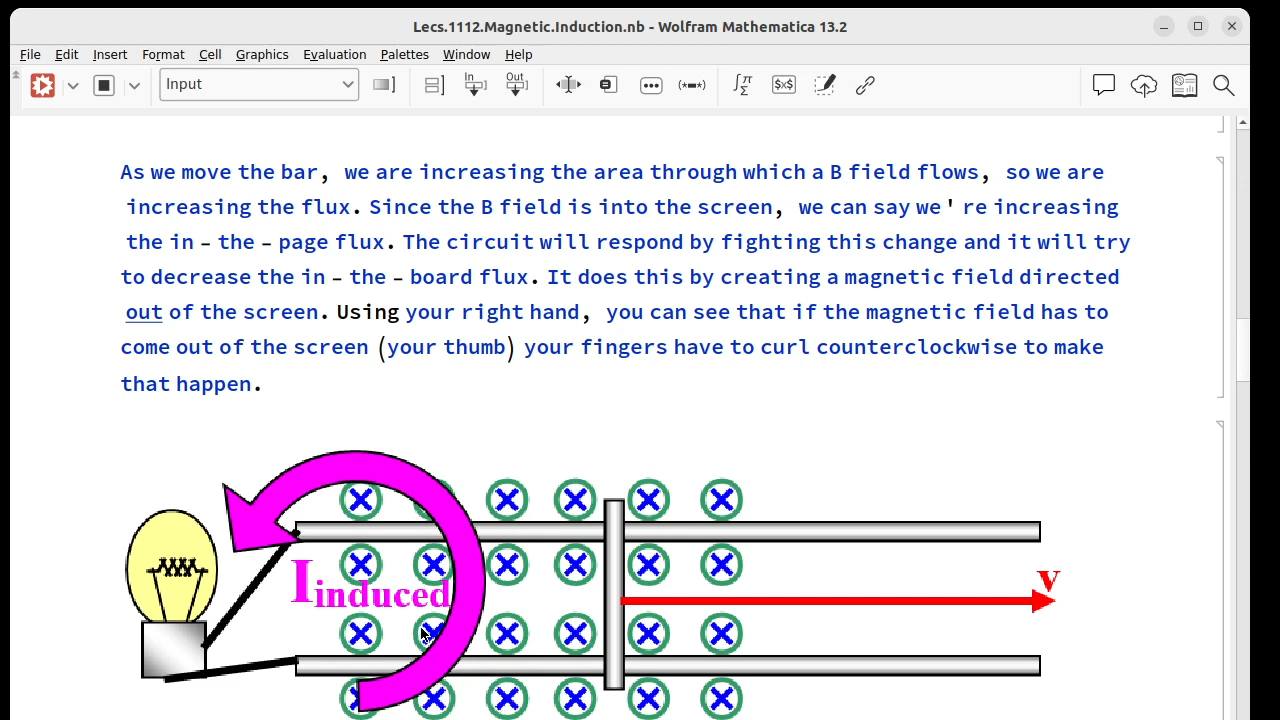 Lecs.1112.Magnetic.Induction.nb - Wolfram Mathematica 13.2
File Edit Insert Format Cell Graphics Evaluation Palettes Window Help
Input
In
Out
As we move the bar, we are increasing the area through which a B field flows, so we are
increasing the flux. Since the B field is into the screen, we can say we're increasing
the in-the-page flux. The circuit will respond by fighting this change and it will try
to decrease the in-the-board flux. It does this by creating a magnetic field directed
out of the screen. Using your right hand, you can see that if the magnetic field has to
come out of the screen (your thumb) your fingers have to curl counterclockwise to make
that happen.
v
Iinduced